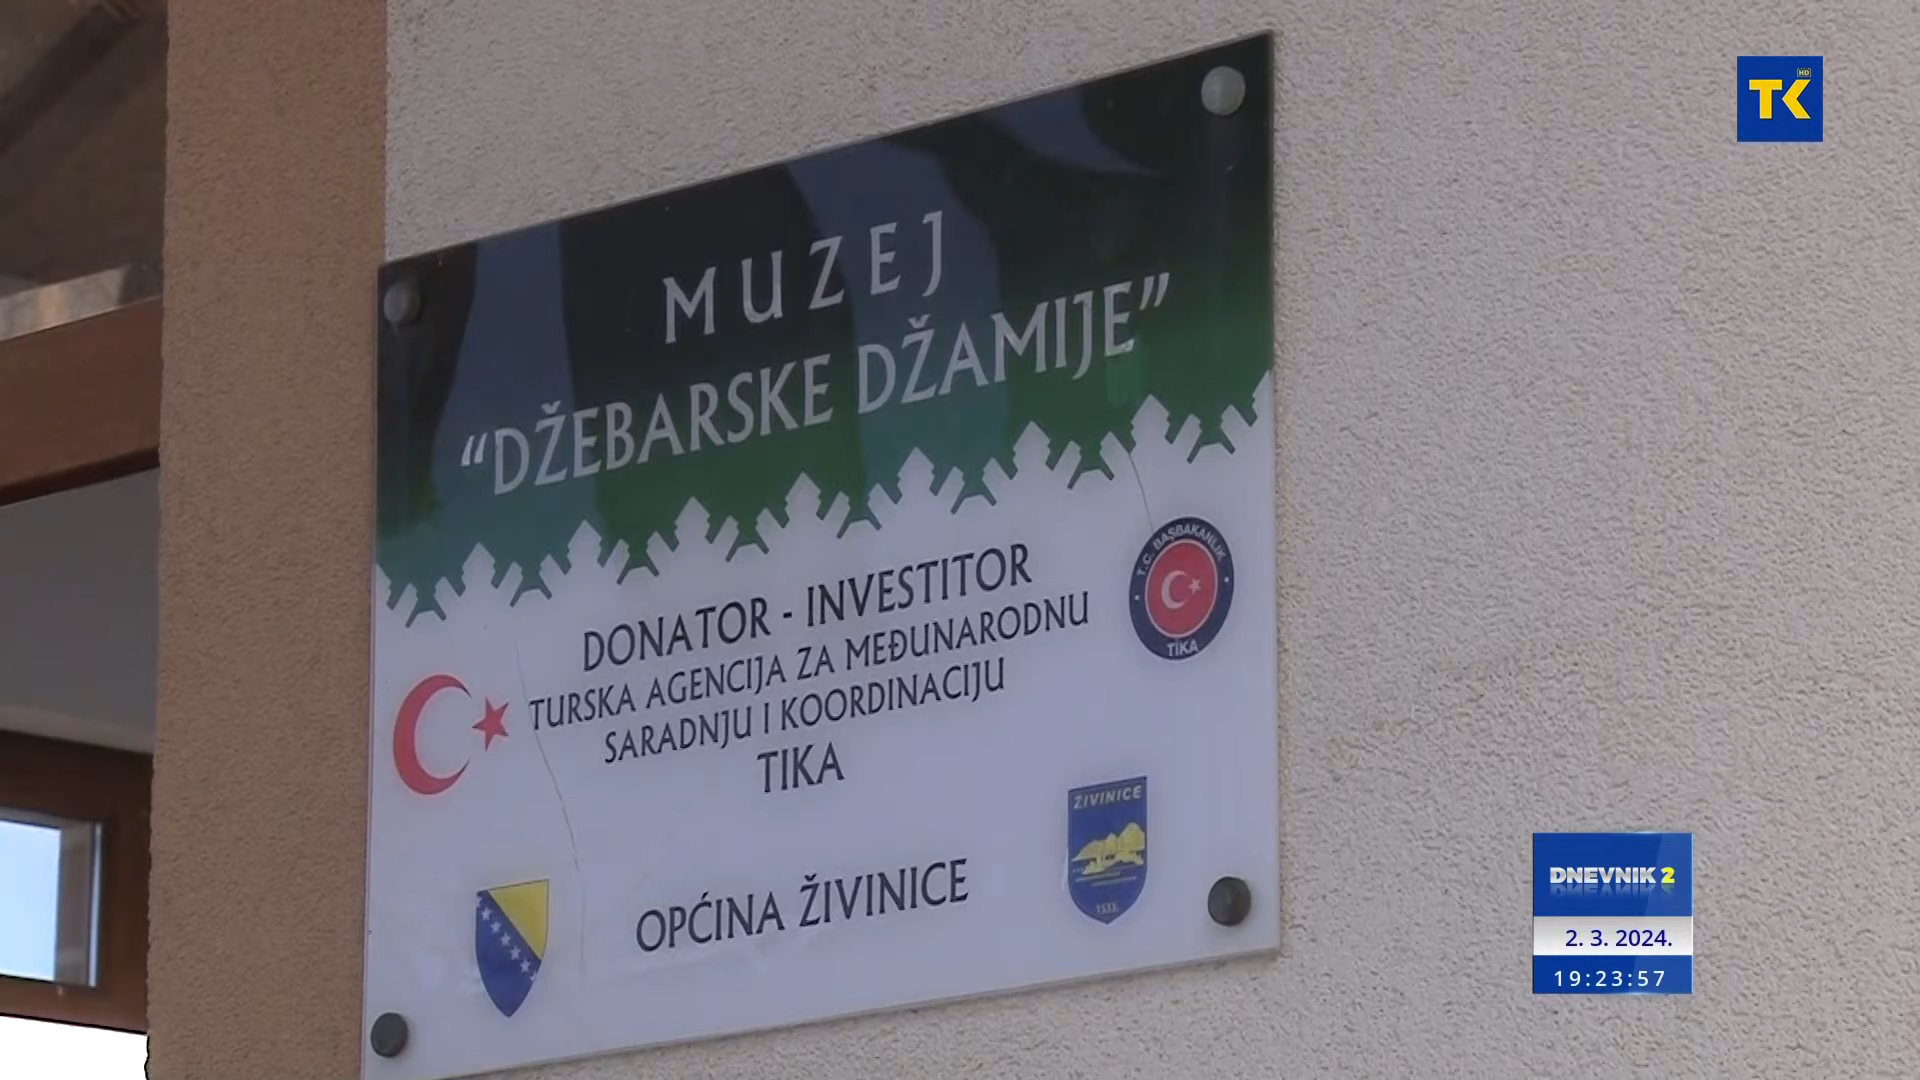 TK HD
MUZEJ
“DŽEBARSKE DŽAMIJE”
DONATOR - INVESTITOR
TURSKA AGENCIJA ZA MEĐUNARODNU
SARADNJU I KOORDINACIJU
TIKA
T.C. BAŞBAKANLIK
TİKA
OPĆINA ŽIVINICE
ŽIVINICE
DNEVNIK 2
2. 3. 2024.
19:23:57